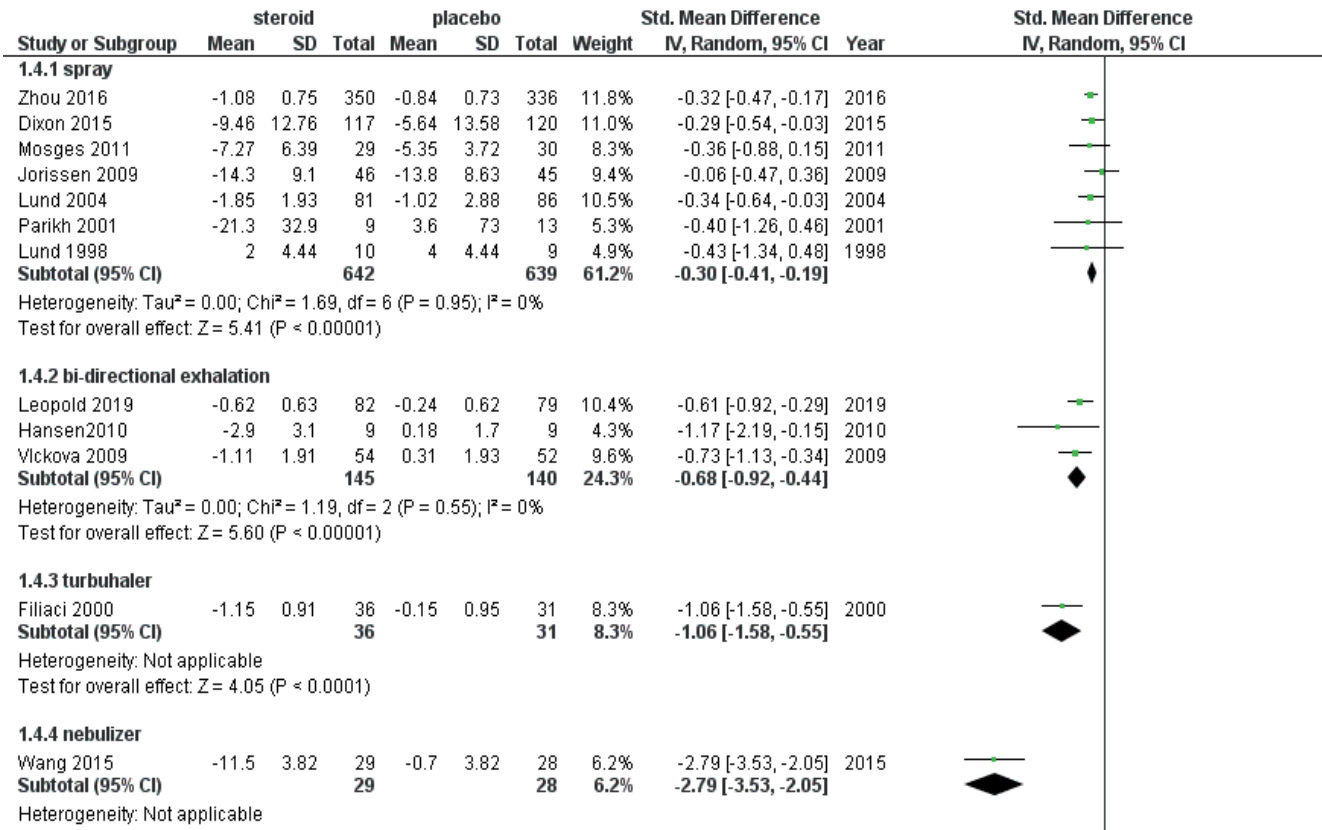 steroid placebo Std. Mean Difference Std. Mean Difference
Study or Subgroup Mean SD Total Mean SD Total Weight IV, Random, 95% CI Year IV, Random, 95% CI
1.4.1 spray
Zhou 2016 -1.08 0.75 350 -0.84 0.73 336 11.8% -0.32 [-0.47, -0.17] 2016
Dixon 2015 -9.46 12.76 117 -5.64 13.58 120 11.0% -0.29 [-0.54, -0.03] 2015
Mosges 2011 -7.27 6.39 29 -5.35 3.72 30 8.3% -0.36 [-0.88, 0.15] 2011
Jorissen 2009 -14.3 9.1 46 -13.8 8.63 45 9.4% -0.06 [-0.47, 0.36] 2009
Lund 2004 -1.85 1.93 81 -1.02 2.88 86 8.4% -0.34 [-0.64, -0.03] 2004
Parikh 2001 -21.3 32.9 9 3.6 73 13 5.3% -0.40 [-1.26, 0.46] 2001
Lund 1998 2 4.44 10 4 4.44 9 4.9% -0.43 [-1.34, 0.48] 1998
Subtotal (95% CI) 642 639 61.2% -0.30 [-0.41, -0.19]
Heterogeneity: Tau² = 0.00; Chi² = 1.69, df = 6 (P = 0.95); I² = 0%
Test for overall effect: Z = 5.41 (P < 0.00001)
1.4.2 bi-directional exhalation
Leopold 2019 -0.62 0.63 82 -0.24 0.62 79 10.4% -0.61 [-0.92, -0.29] 2019
Hansen2010 -2.9 3.1 9 0.18 1.7 9 4.3% -1.17 [-2.19, -0.15] 2010
Vlckova 2009 -1.11 1.91 54 0.31 1.93 52 9.6% -0.73 [-1.13, -0.34] 2009
Subtotal (95% CI) 145 140 24.3% -0.68 [-0.92, -0.44]
Heterogeneity: Tau² = 0.00; Chi² = 1.19, df = 2 (P = 0.55); I² = 0%
Test for overall effect: Z = 5.60 (P < 0.00001)
1.4.3 turbuhaler
Filiaci 2000 -1.15 0.91 36 -0.15 0.95 31 8.3% -1.06 [-1.58, -0.55] 2000
Subtotal (95% CI) 36 31 8.3% -1.06 [-1.58, -0.55]
Heterogeneity: Not applicable
Test for overall effect: Z = 4.05 (P < 0.0001)
1.4.4 nebulizer
Wang 2015 -11.5 3.82 29 -0.7 3.82 28 6.2% -2.79 [-3.53, -2.05] 2015
Subtotal (95% CI) 29 28 6.2% -2.79 [-3.53, -2.05]
Heterogeneity: Not applicable